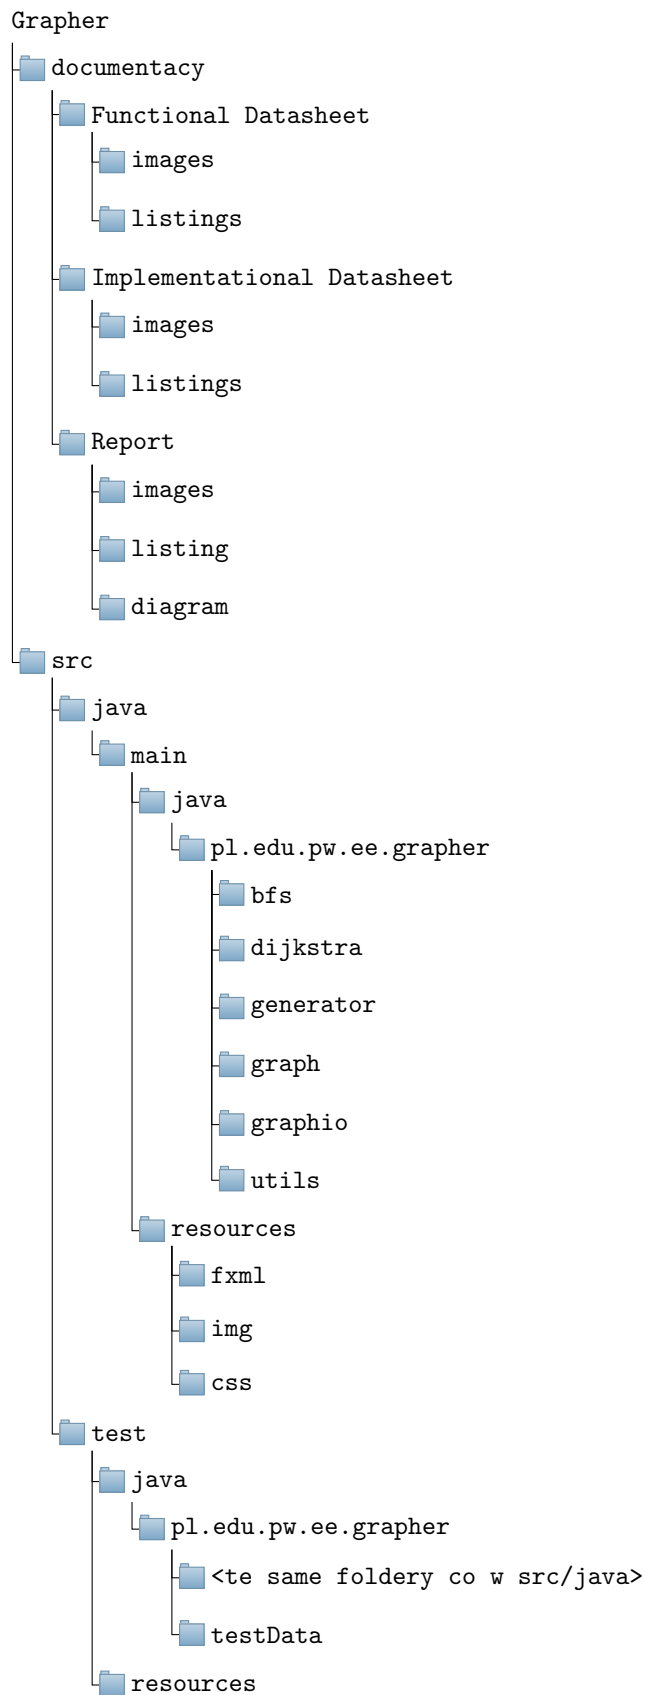 Grapher
documentacy
Functional Datasheet
images
listings
Implementational Datasheet
images
listings
Report
images
listing
diagram
src
java
main
java
pl.edu.pw.ee.grapher
bfs
dijkstra
generator
graph
graphio
utils
resources
fxml
img
css
test
java
pl.edu.pw.ee.grapher
<te same foldery co w src/java>
testData
resources